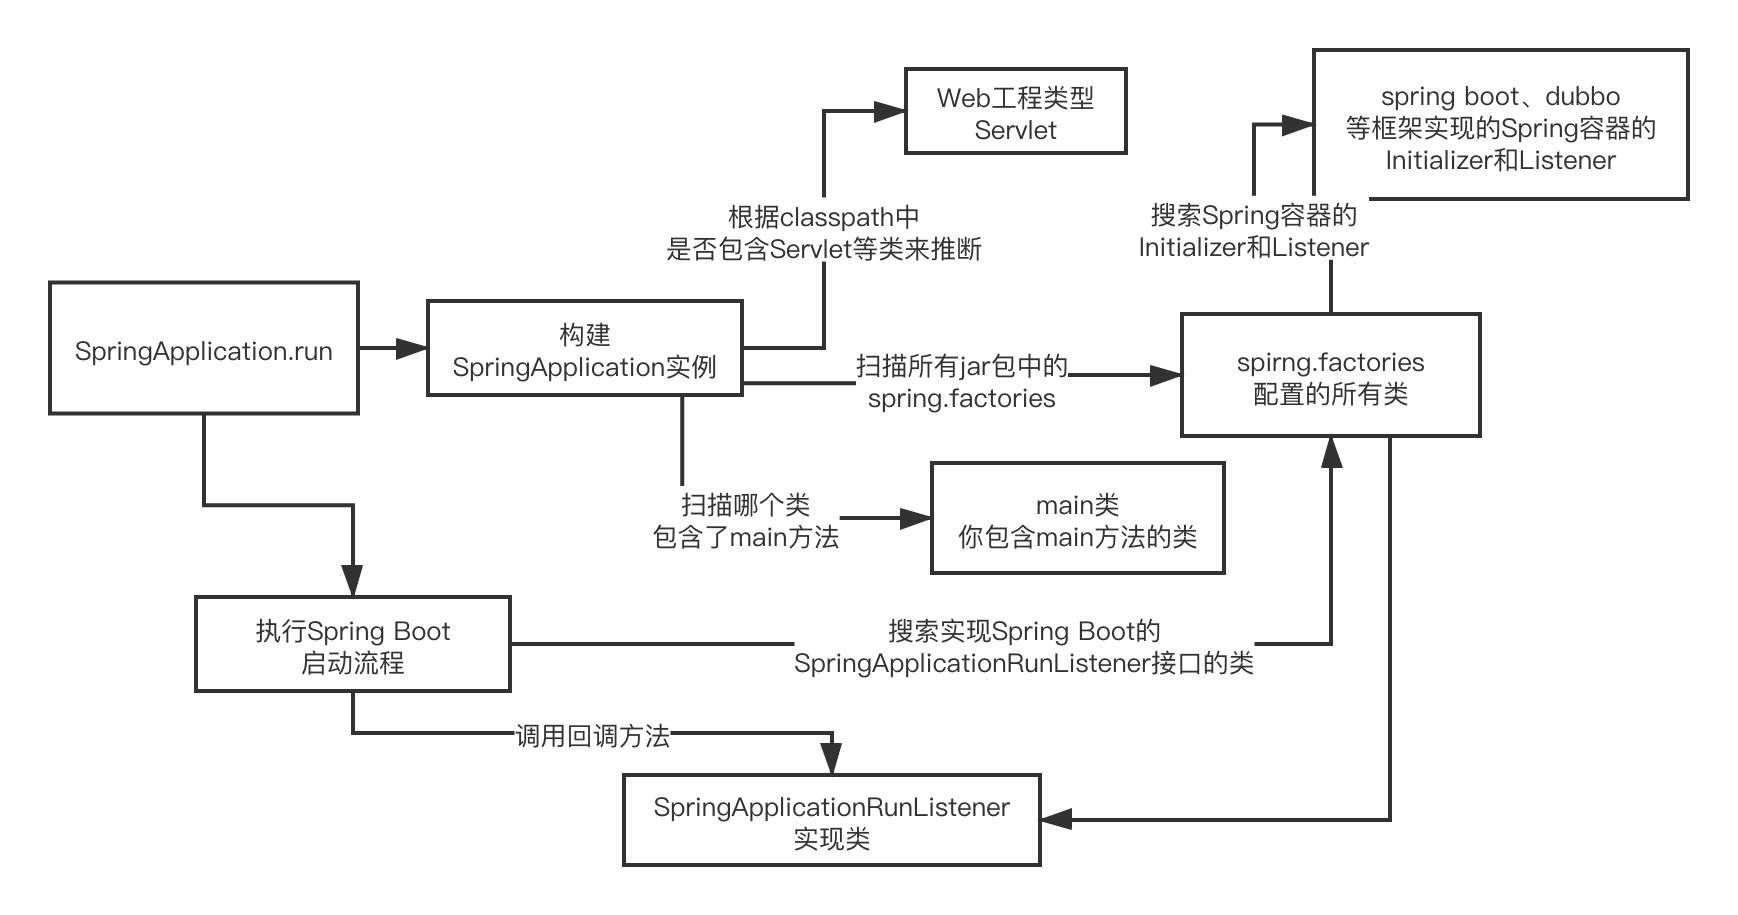 Web工程类型
Servlet
spring boot、dubbo
等框架实现的Spring容器的
Initializer和Listener
根据classpath中
是否包含Servlet等类来推断
搜索Spring容器的
Initializer和Listener
SpringApplication.run
构建
SpringApplication实例
扫描所有jar包中的
spring.factories
spirng.factories
配置的所有类
扫描哪个类
包含了main方法
main类
你包含main方法的类
执行Spring Boot
启动流程
搜索实现Spring Boot的
SpringApplicationRunListener接口的类
调用回调方法
SpringApplicationRunListener
实现类